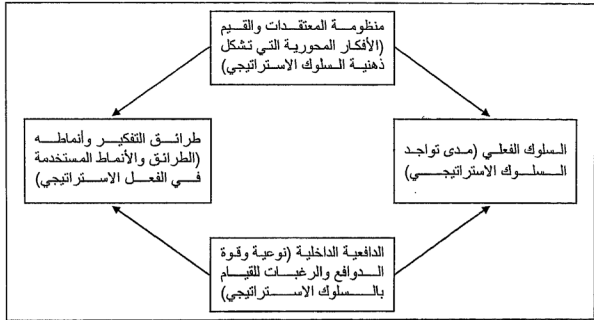 منظومة المعتقدات والقيم
(الأفكار المحورية التي تشكل
ذهنية السلوك الاستراتيجي)
السلوك الفعلي (مدى تواجد
السلوك الاستراتيجي)
طرائق التفكير وأنماطه
(الطرائق والأنماط المستخدمة
في الفعل الاستراتيجي)
الدافعية الداخلية (نوعية وقوة
الدوافع والرغبات للقيام
بالسلوك الاستراتيجي)